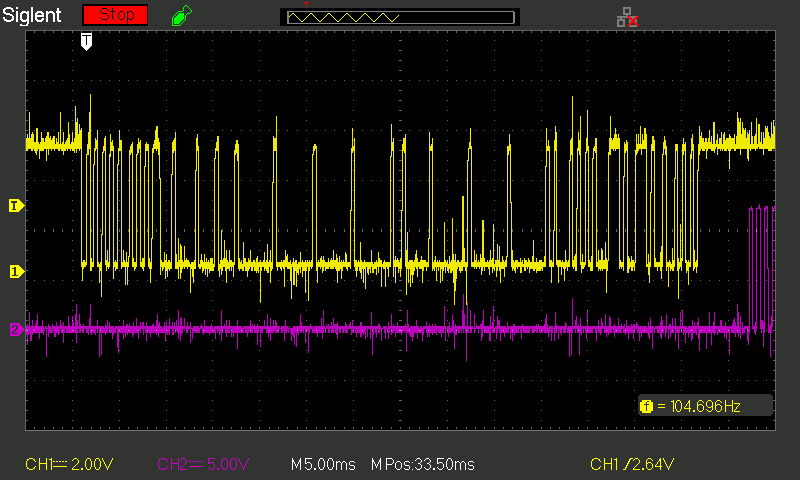 Siglent Stop T
T
T
1
2
f = 104.696Hz
CH1 2.00V CH2 5.00V M 5.00ms M Pos:33.50ms CH1 / 2.64V